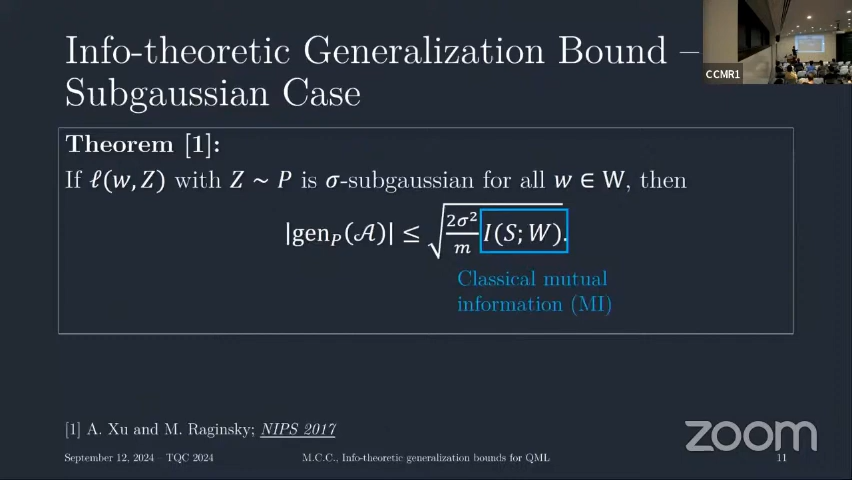 Info-theoretic Generalization Bound –
Subgaussian Case
CCMR1
Theorem [1]:
If ℓ(w, Z) with Z ~ P is σ-subgaussian for all w ∈ W, then
|gen_P(𝒜)| ≤ √(2σ²/m I(S; W)).
Classical mutual
information (MI)
[1] A. Xu and M. Raginsky; NIPS 2017
zoom
September 12, 2024 – TQC 2024
M.C.C., Info-theoretic generalization bounds for QML
11